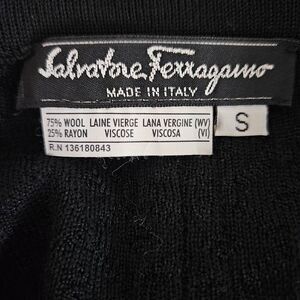 Salvatore Ferragamo
MADE IN ITALY
75% WOOL LAINE VIERGE LANA VERGINE (WV)
25% RAYON VISCOSE VISCOSA (VI)
R.N 136180843
S